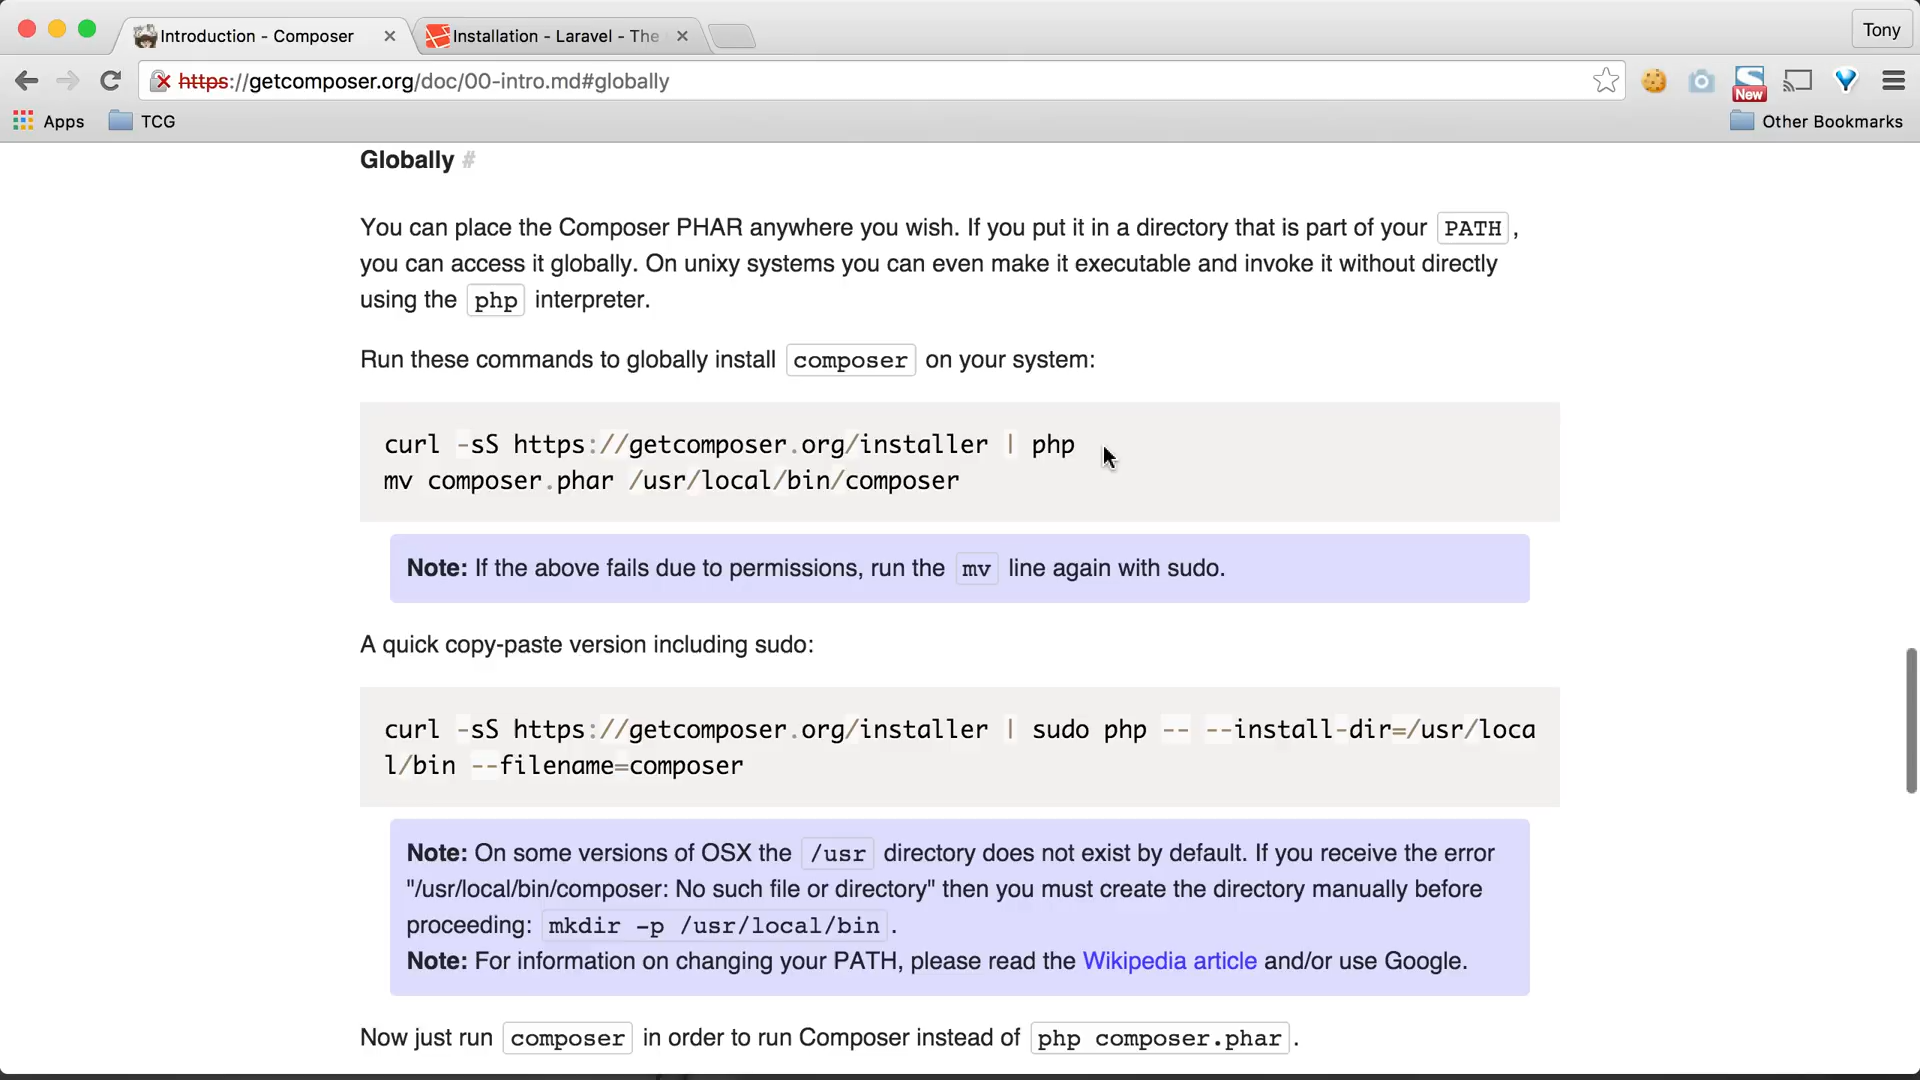 Introduction - Composer
Installation - Laravel - The
Tony
https://getcomposer.org/doc/00-intro.md#globally
New
Apps
TCG
Other Bookmarks
Globally #
You can place the Composer PHAR anywhere you wish. If you put it in a directory that is part of your PATH ,
you can access it globally. On unixy systems you can even make it executable and invoke it without directly
using the php interpreter.
Run these commands to globally install composer on your system:
curl -sS https://getcomposer.org/installer | php
mv composer.phar /usr/local/bin/composer
Note: If the above fails due to permissions, run the mv line again with sudo.
A quick copy-paste version including sudo:
curl -sS https://getcomposer.org/installer | sudo php -- --install-dir=/usr/loca
l/bin --filename=composer
Note: On some versions of OSX the /usr directory does not exist by default. If you receive the error
"/usr/local/bin/composer: No such file or directory" then you must create the directory manually before
proceeding: mkdir -p /usr/local/bin .
Note: For information on changing your PATH, please read the Wikipedia article and/or use Google.
Now just run composer in order to run Composer instead of php composer.phar .